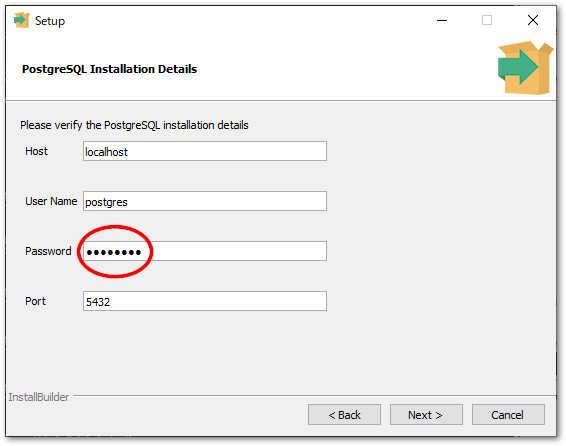 Setup
PostgreSQL Installation Details
Please verify the PostgreSQL installation details
Host localhost
User Name postgres
Password ●●●●●●●●
Port 5432
InstallBuilder
< Back Next > Cancel